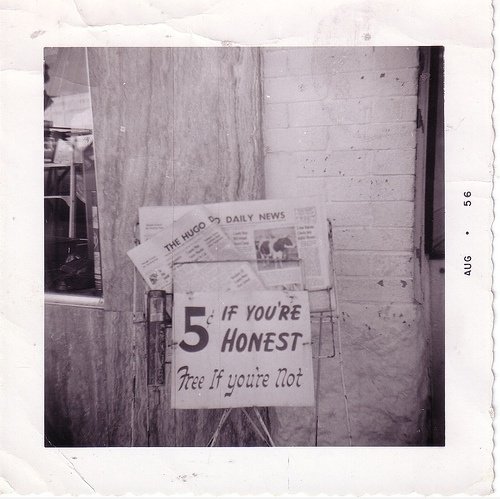 DAILY NEWS
THE HUGO
5¢ IF YOU'RE
HONEST
Free If you're Not
AUG • 56